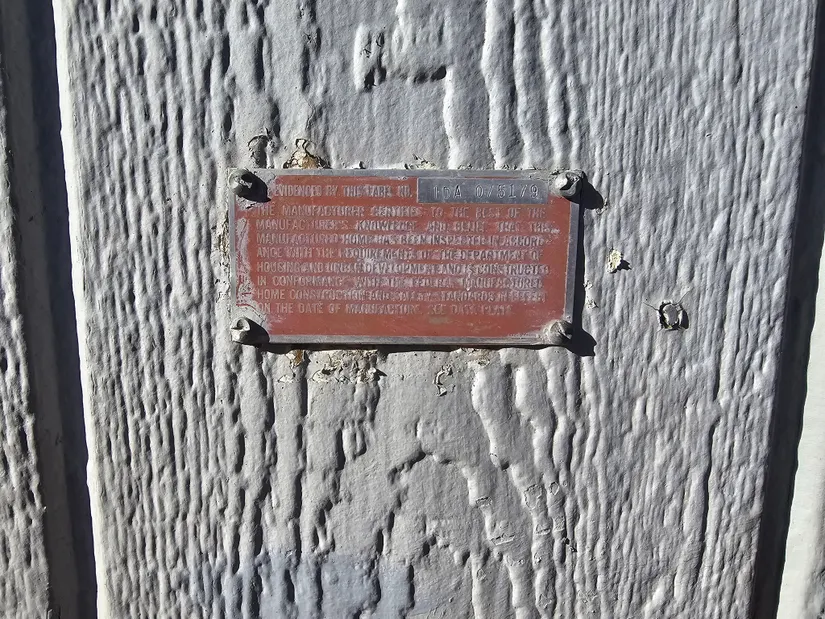 EVIDENCED BY THIS LABEL NO.
THE MANUFACTURER CERTIFIES TO THE BEST OF THE
MANUFACTURER'S KNOWLEDGE AND BELIEF THAT THIS
MANUFACTURED HOME HAS BEEN INSPECTED IN ACCORD-
ANCE WITH THE REQUIREMENTS OF THE DEPARTMENT OF
HOUSING AND URBAN DEVELOPMENT AND IS CONSTRUCTED
IN CONFORMANCE WITH THE FEDERAL MANUFACTURED
HOME CONSTRUCTION AND SAFETY STANDARDS IN EFFECT
ON THE DATE OF MANUFACTURE. SEE DATA PLATE.